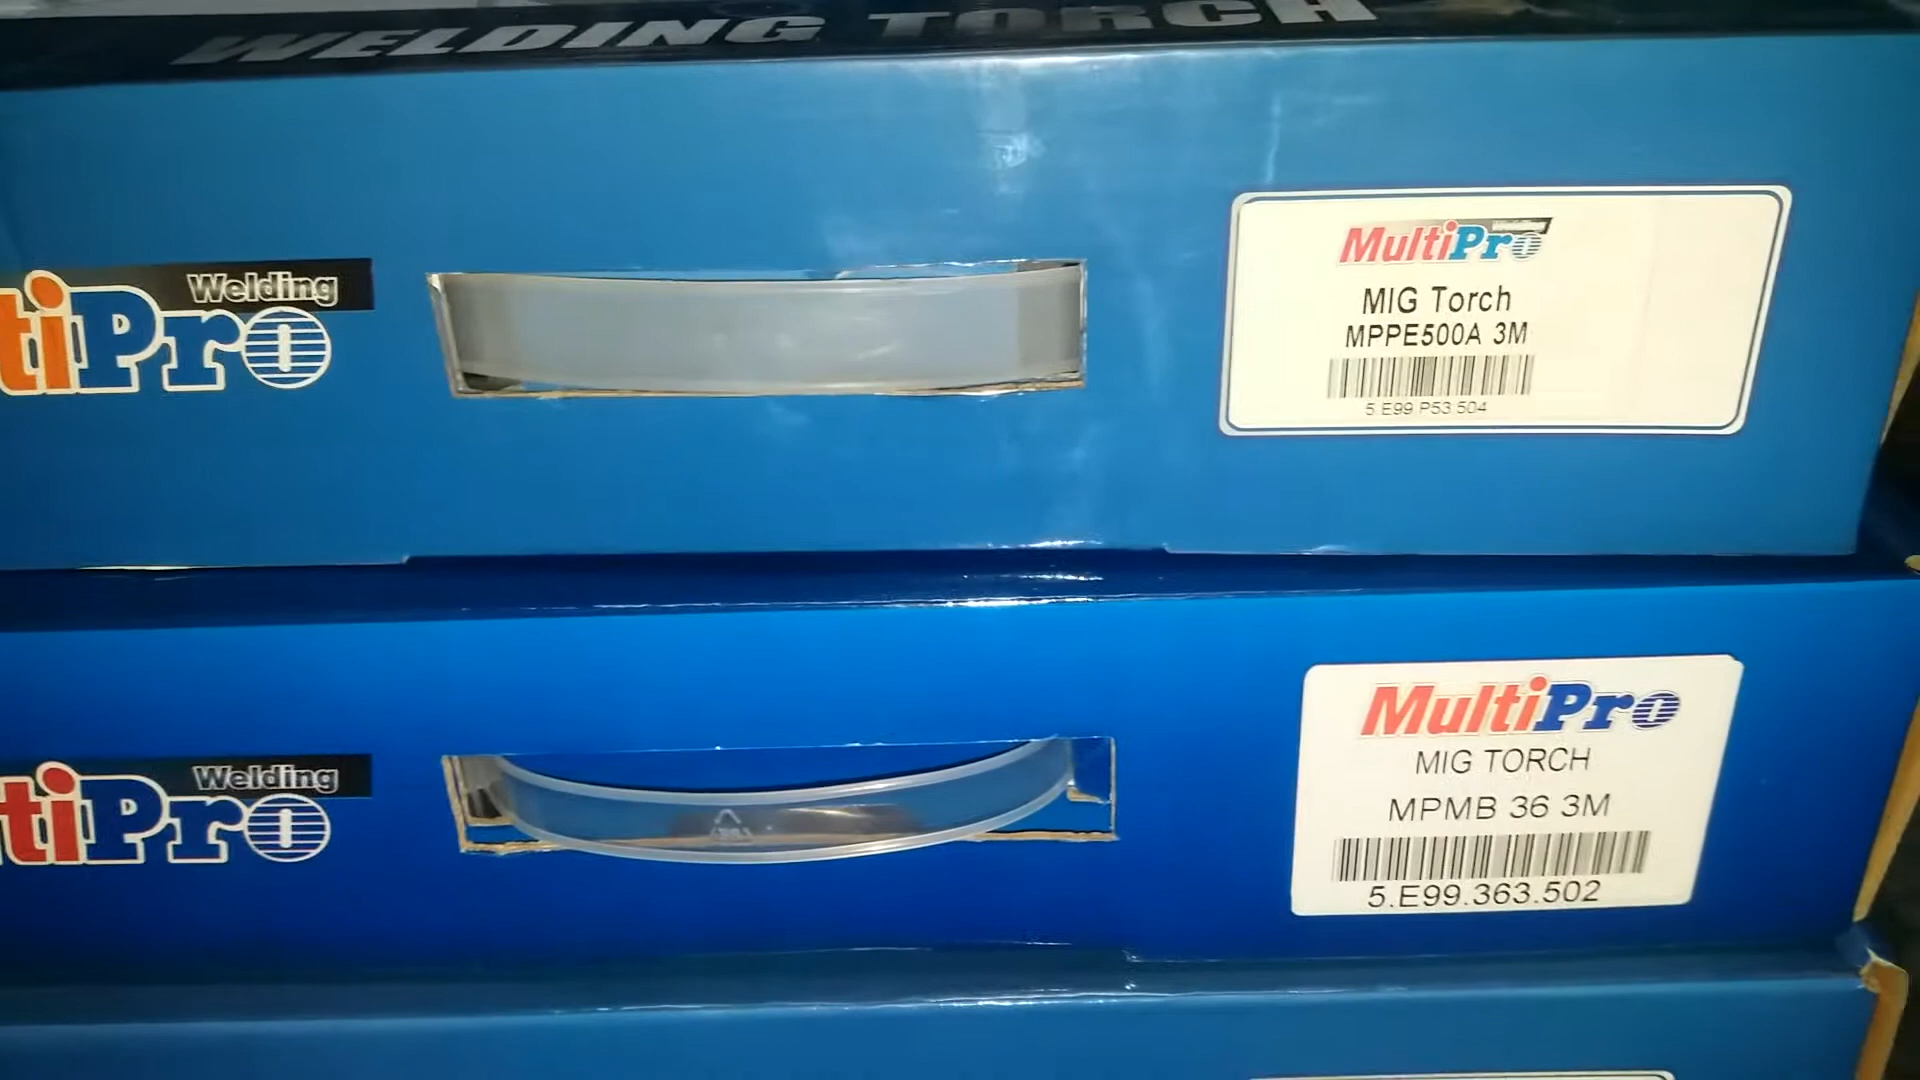 WELDING TORCH
Welding
tiPro
Welding
MultiPro
MIG Torch
MPPE500A 3M
5.E99.P53.504
Welding
tiPro
MultiPro
MIG TORCH
MPMB 36 3M
5.E99.363.502